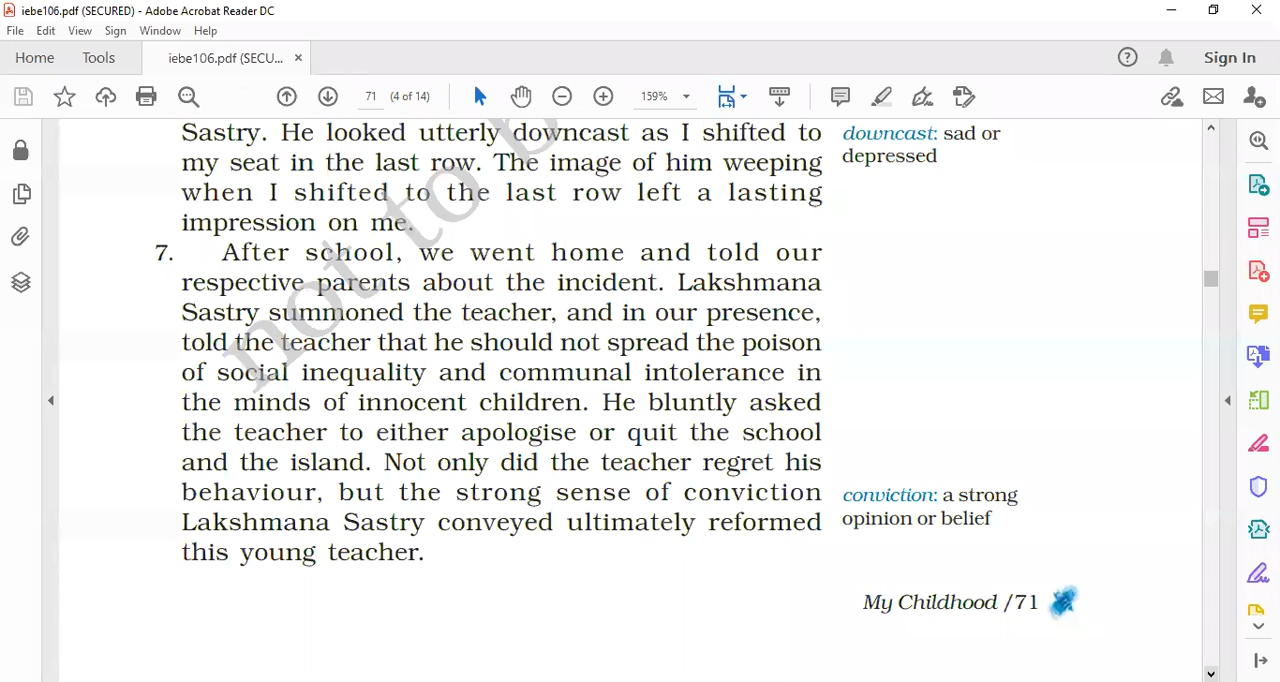 iebe106.pdf (SECURED) - Adobe Acrobat Reader DC
File Edit View Sign Window Help
Home Tools iebe106.pdf (SECU... × Sign In
71 (4 of 14) 159%
Sastry. He looked utterly downcast as I shifted to
my seat in the last row. The image of him weeping
when I shifted to the last row left a lasting
impression on me.
downcast: sad or
depressed
7. After school, we went home and told our
respective parents about the incident. Lakshmana
Sastry summoned the teacher, and in our presence,
told the teacher that he should not spread the poison
of social inequality and communal intolerance in
the minds of innocent children. He bluntly asked
the teacher to either apologise or quit the school
and the island. Not only did the teacher regret his
behaviour, but the strong sense of conviction
Lakshmana Sastry conveyed ultimately reformed
this young teacher.
conviction: a strong
opinion or belief
My Childhood /71
not to b